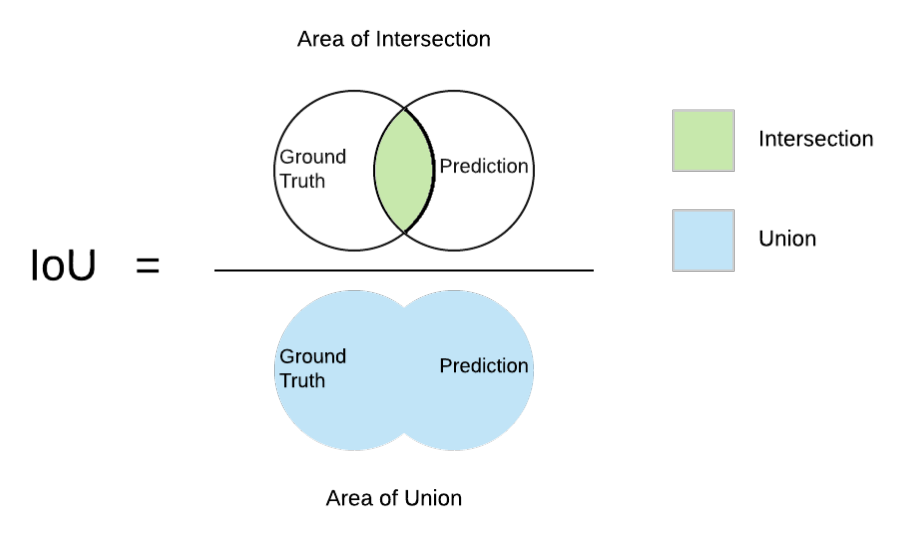 Area of Intersection
Ground
Truth
Prediction
Intersection
Union
IoU =
Ground
Truth
Prediction
Area of Union